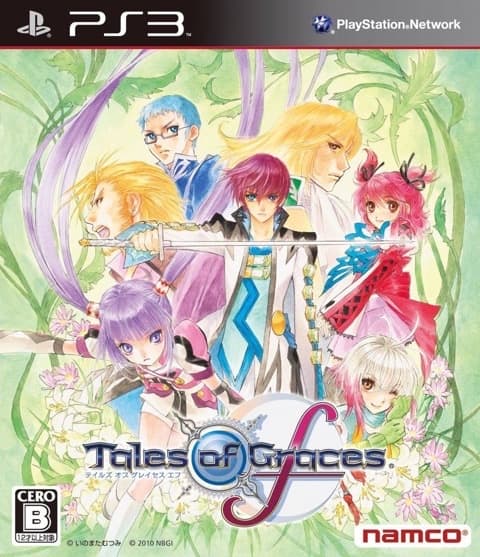 PS3™
PlayStation®Network
Tales of Graces f
テイルズ オブ グレイセス エフ
CERO
B
12才以上対象
© いのまたむつみ © 2010 NBGI
namco®